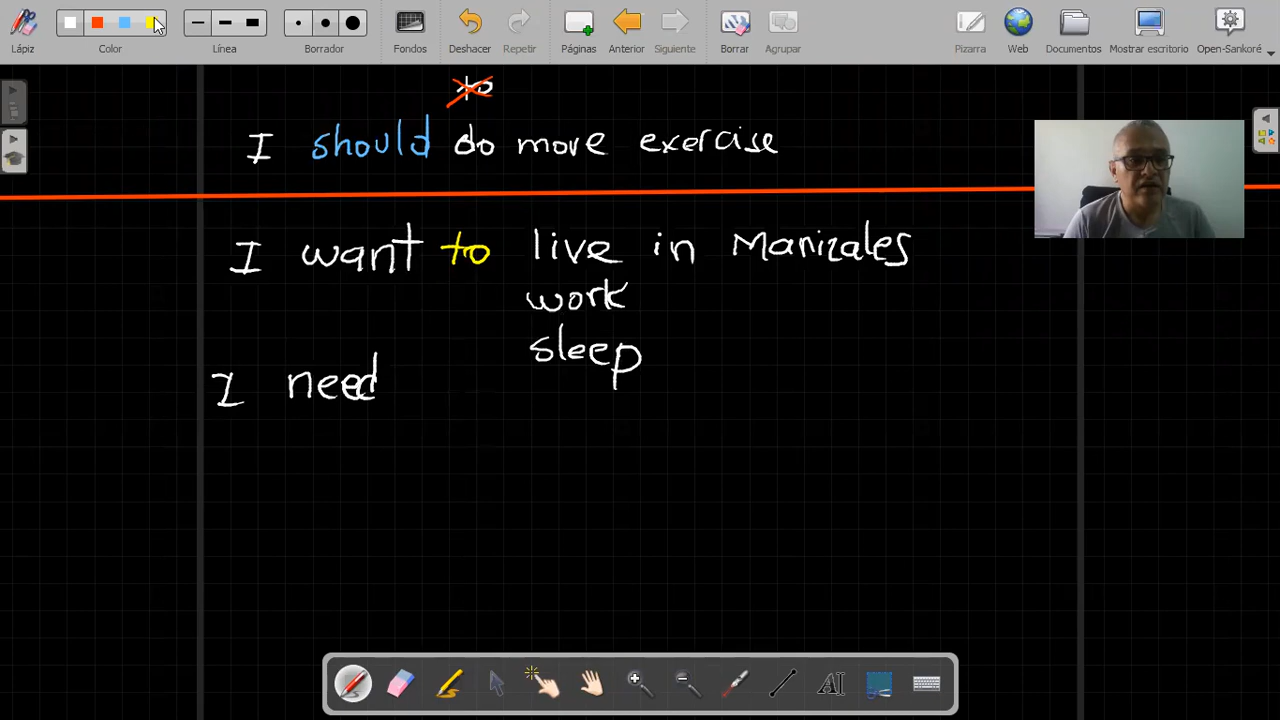 Lápiz Color Línea Borrador Fondos Deshacer Repetir Páginas Anterior Siguiente Borrar Agrupar Pizarra Web Documentos Mostrar escritorio Open-Sankoré
to
I should do more exercise
I want to live in Manizales
work
sleep
I need
AI